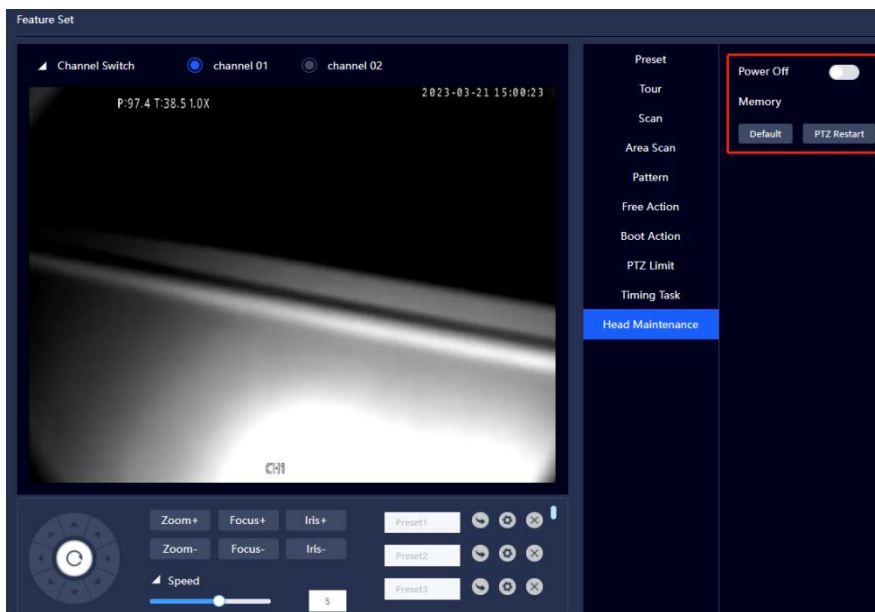 Feature Set
Channel Switch channel 01 channel 02
P:97.4 T:38.5 1.0X
2023-03-21 15:00:23
CH1
Zoom+ Focus+ Iris+
Zoom- Focus- Iris-
Speed
5
Preset1
Preset2
Preset3
Preset
Tour
Scan
Area Scan
Pattern
Free Action
Boot Action
PTZ Limit
Timing Task
Head Maintenance
Power Off
Memory
Default PTZ Restart